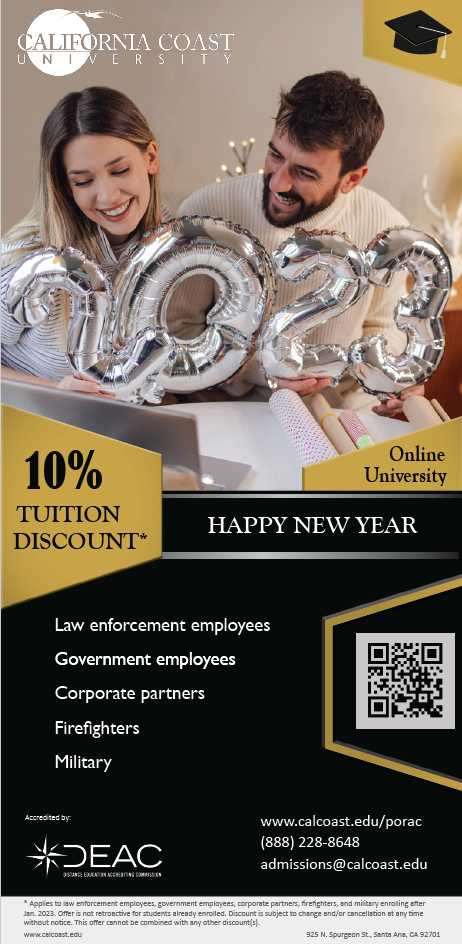 CALIFORNIA COAST
UNIVERSITY
2023
10%
TUITION
DISCOUNT*
Online
University
HAPPY NEW YEAR
Law enforcement employees
Government employees
Corporate partners
Firefighters
Military
Accredited by:
DEAC
DISTANCE EDUCATION ACCREDITING COMMISSION
www.calcoast.edu/porac
(888) 228-8648
admissions@calcoast.edu
* Applies to law enforcement employees, government employees, corporate partners, firefighters, and military enrolling after
Jan. 2023. Offer is not retroactive for students already enrolled. Discount is subject to change and/or cancellation at any time
without notice. This offer cannot be combined with any other discount(s).
www.calcoast.edu
925 N. Spurgeon St., Santa Ana, CA 92701